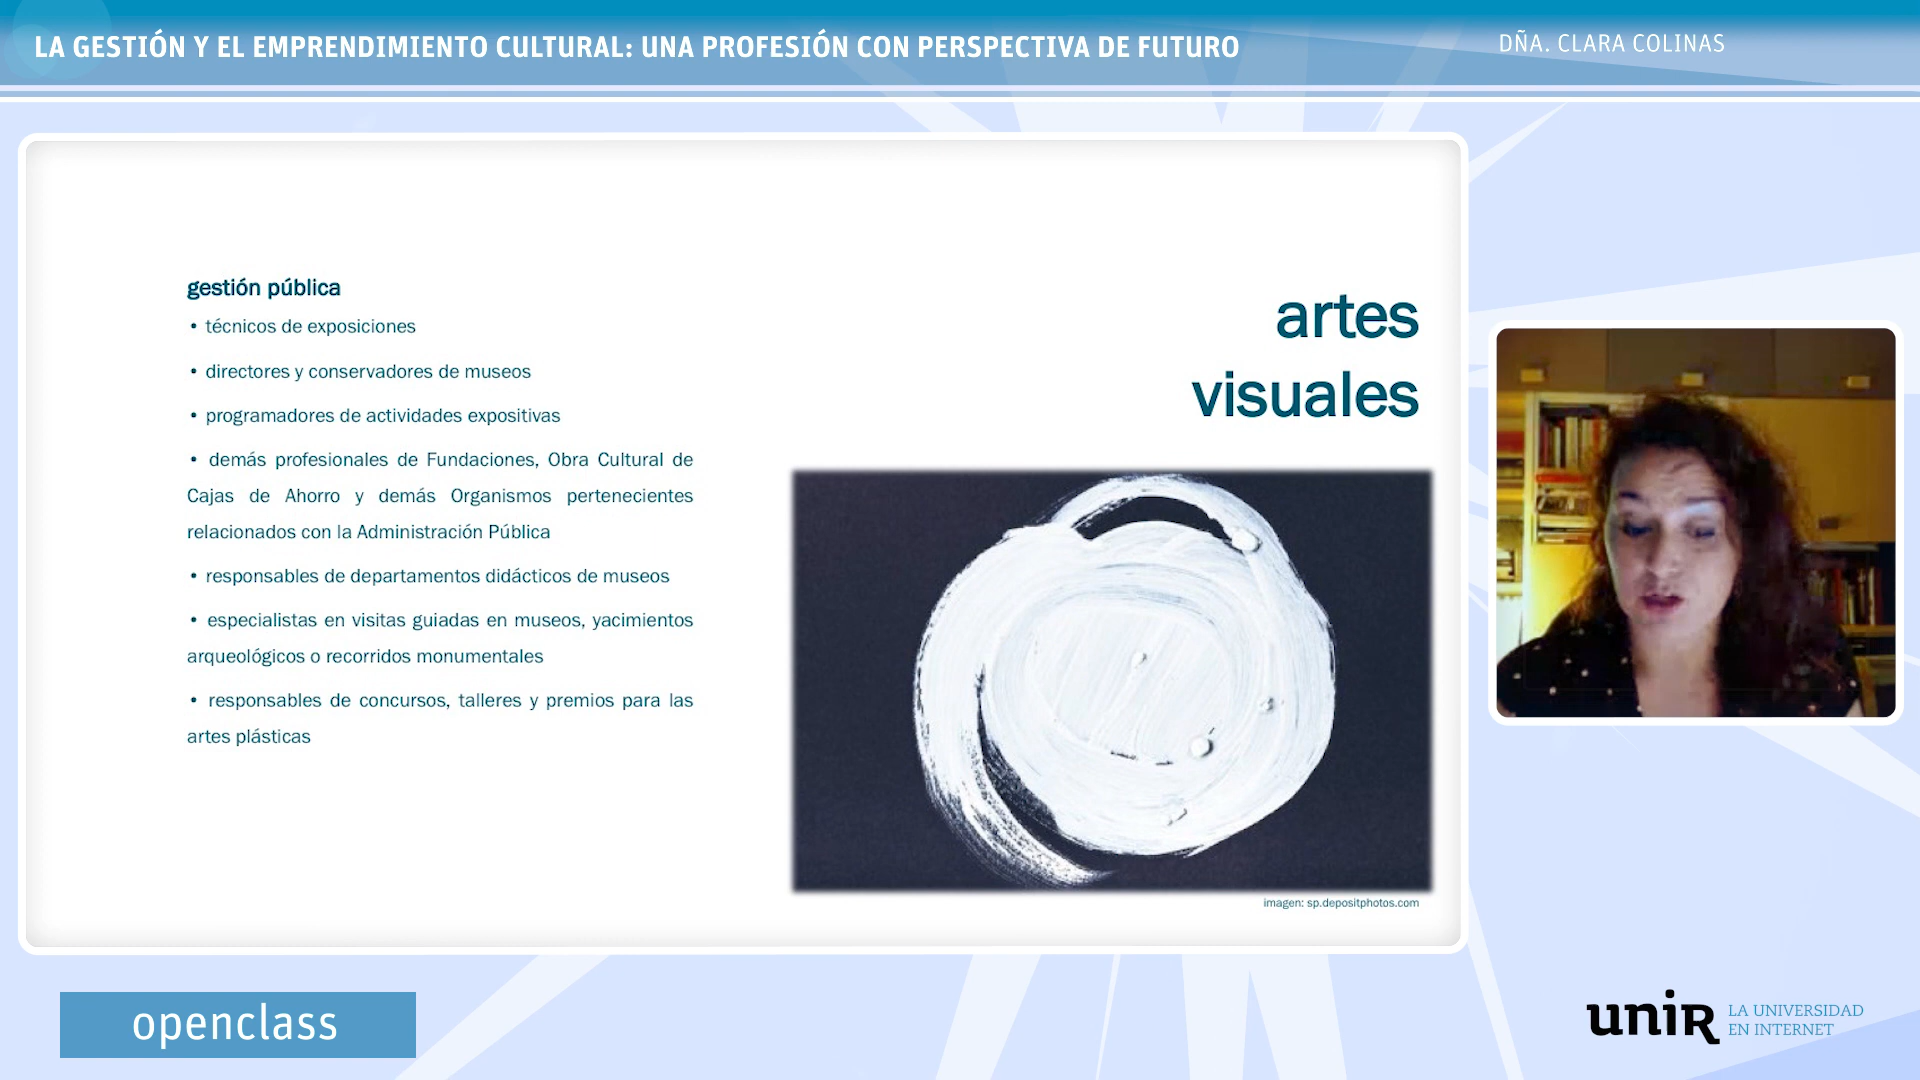 LA GESTIÓN Y EL EMPRENDIMIENTO CULTURAL: UNA PROFESIÓN CON PERSPECTIVA DE FUTURO
DÑA. CLARA COLINAS
gestión pública
• técnicos de exposiciones
• directores y conservadores de museos
• programadores de actividades expositivas
• demás profesionales de Fundaciones, Obra Cultural de
Cajas de Ahorro y demás Organismos pertenecientes
relacionados con la Administración Pública
• responsables de departamentos didácticos de museos
• especialistas en visitas guiadas en museos, yacimientos
arqueológicos o recorridos monumentales
• responsables de concursos, talleres y premios para las
artes plásticas
artes
visuales
imagen: sp.depositphotos.com
openclass
unir
LA UNIVERSIDAD
EN INTERNET